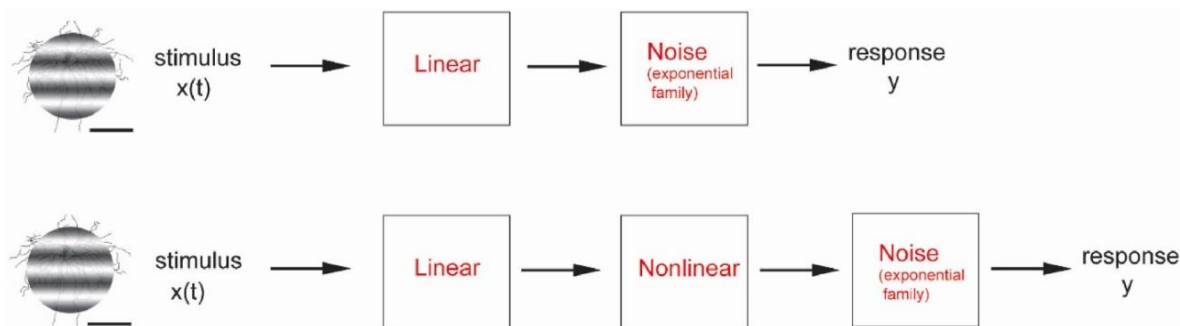 stimulus
x(t)
Linear
Noise
(exponential
family)
response
y
stimulus
x(t)
Linear
Nonlinear
Noise
(exponential
family)
response
y